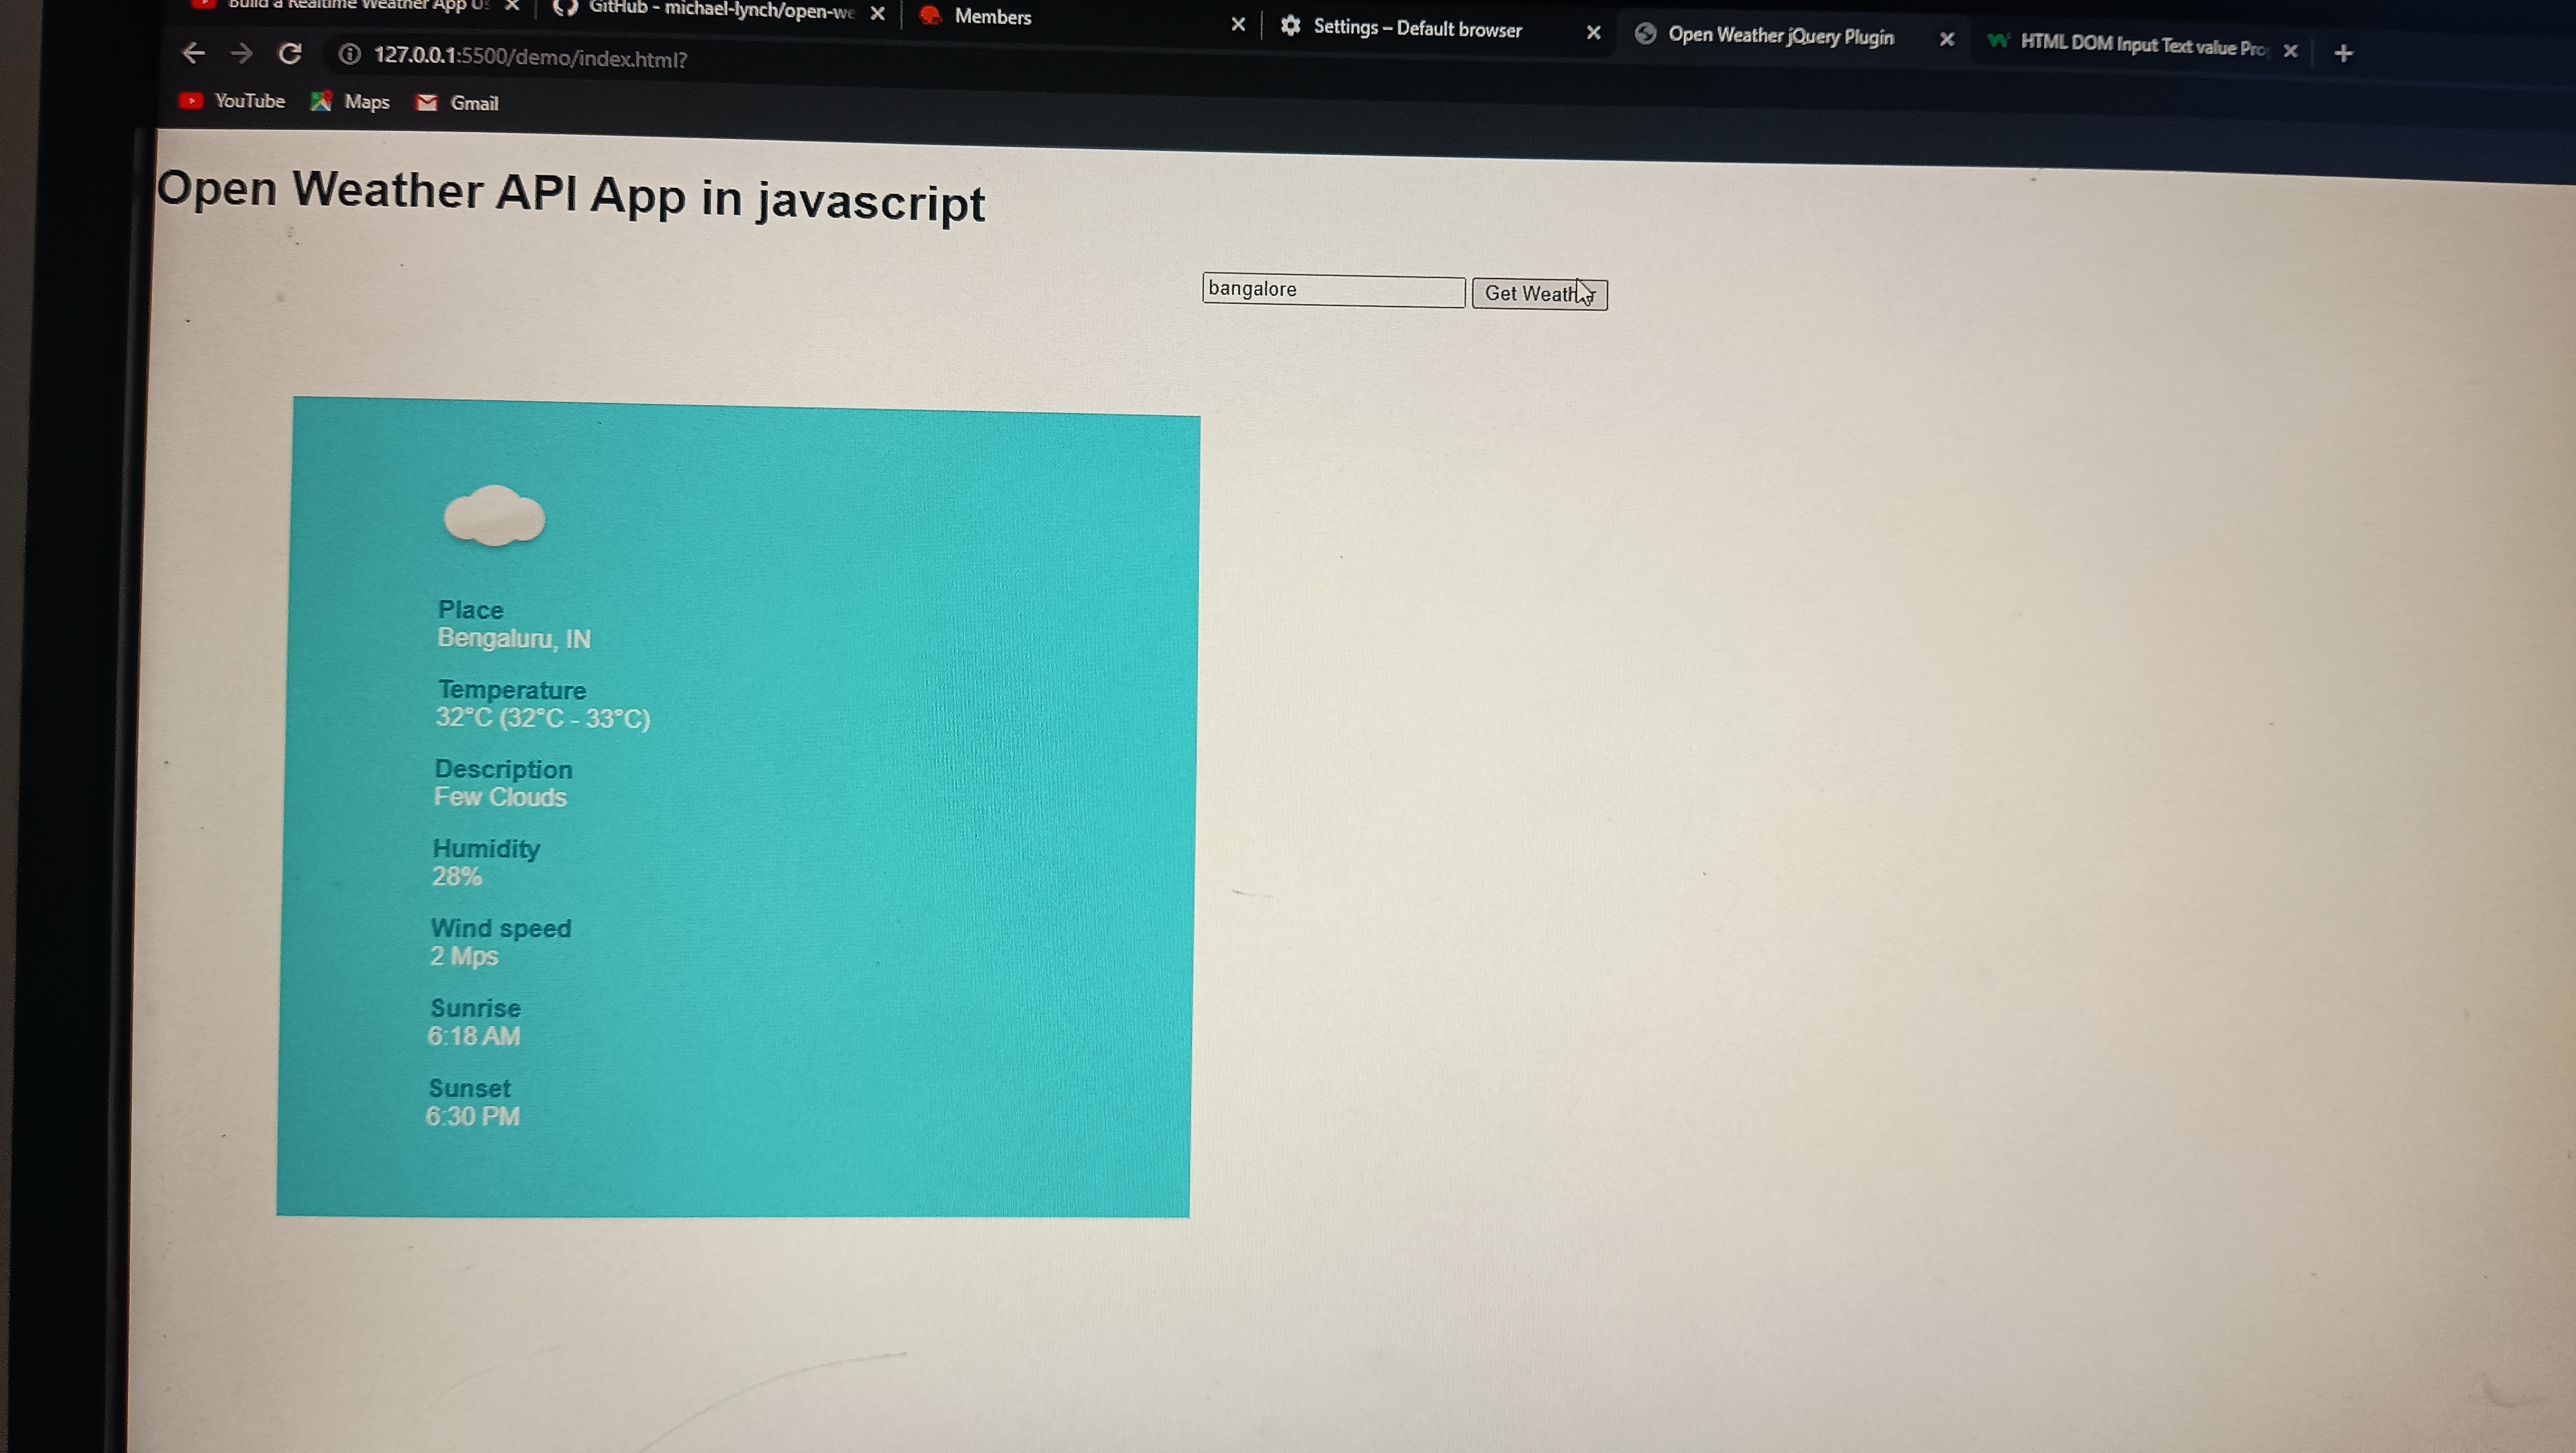 Build a Realtime Weather App Us
GitHub - michael-lynch/open-we
Members
Settings – Default browser
Open Weather jQuery Plugin
HTML DOM Input Text value Pro
127.0.0.1:5500/demo/index.html?
YouTube
Maps
Gmail
Open Weather API App in javascript
bangalore
Get Weather
Place
Bengaluru, IN
Temperature
32°C (32°C - 33°C)
Description
Few Clouds
Humidity
28%
Wind speed
2 Mps
Sunrise
6:18 AM
Sunset
6:30 PM